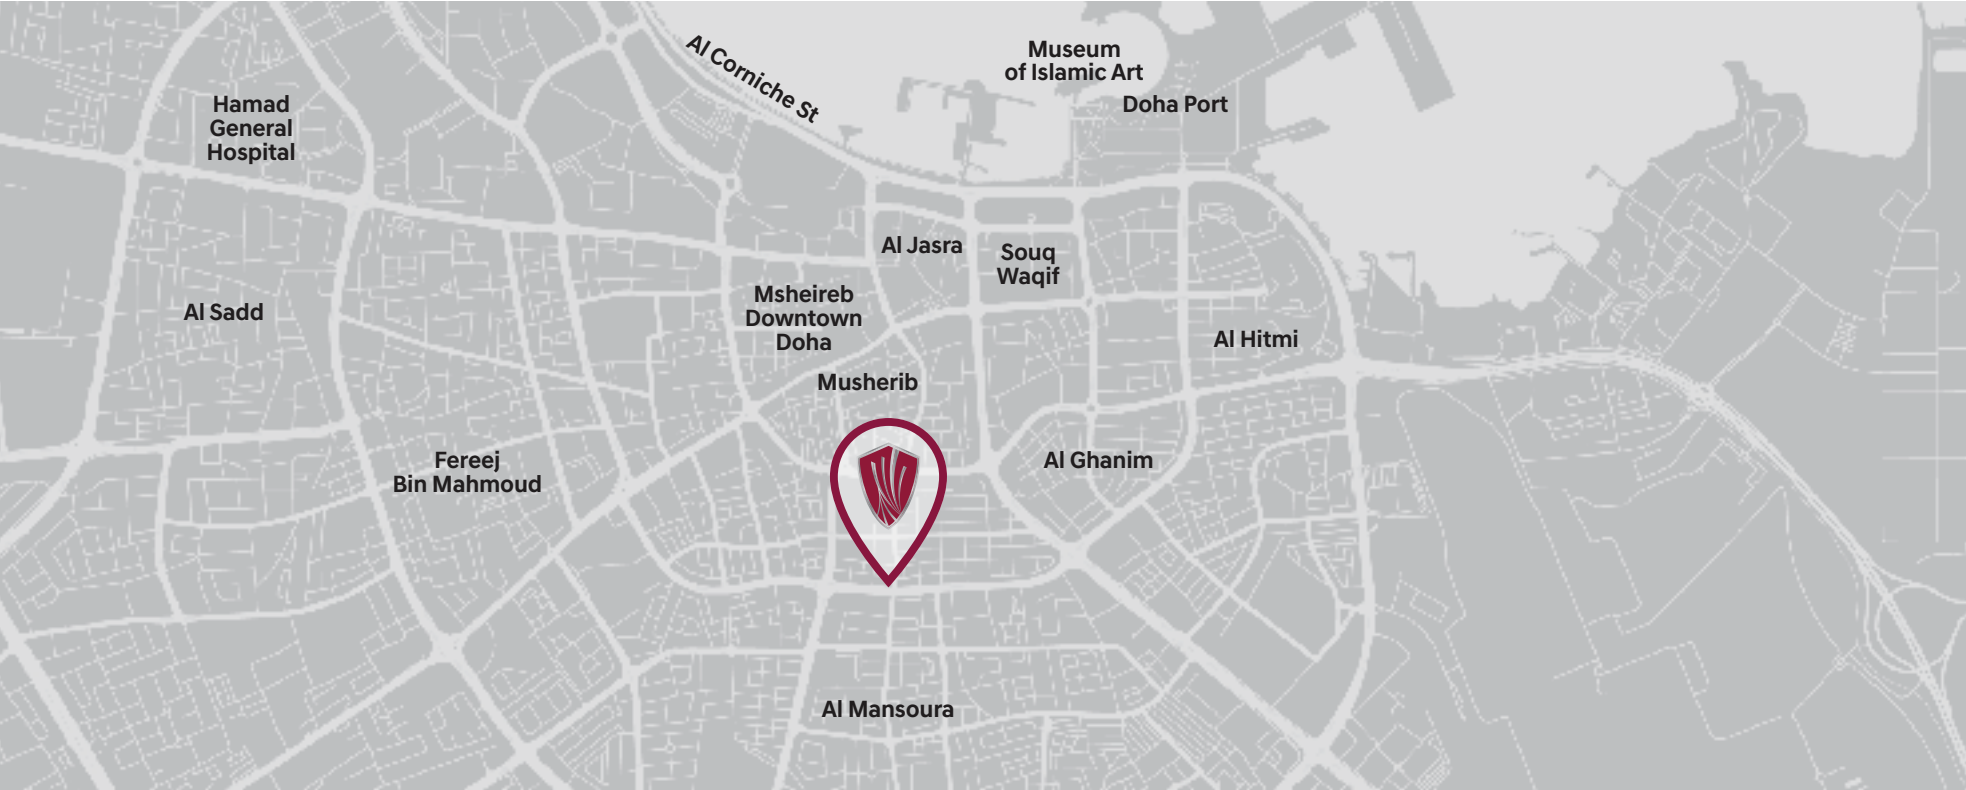 Al Corniche St
Museum
of Islamic Art
Doha Port
Hamad
General
Hospital
Al Jasra
Souq
Waqif
Msheireb
Downtown
Doha
Al Sadd
Al Hitmi
Musherib
Fereej
Bin Mahmoud
Al Ghanim
Al Mansoura